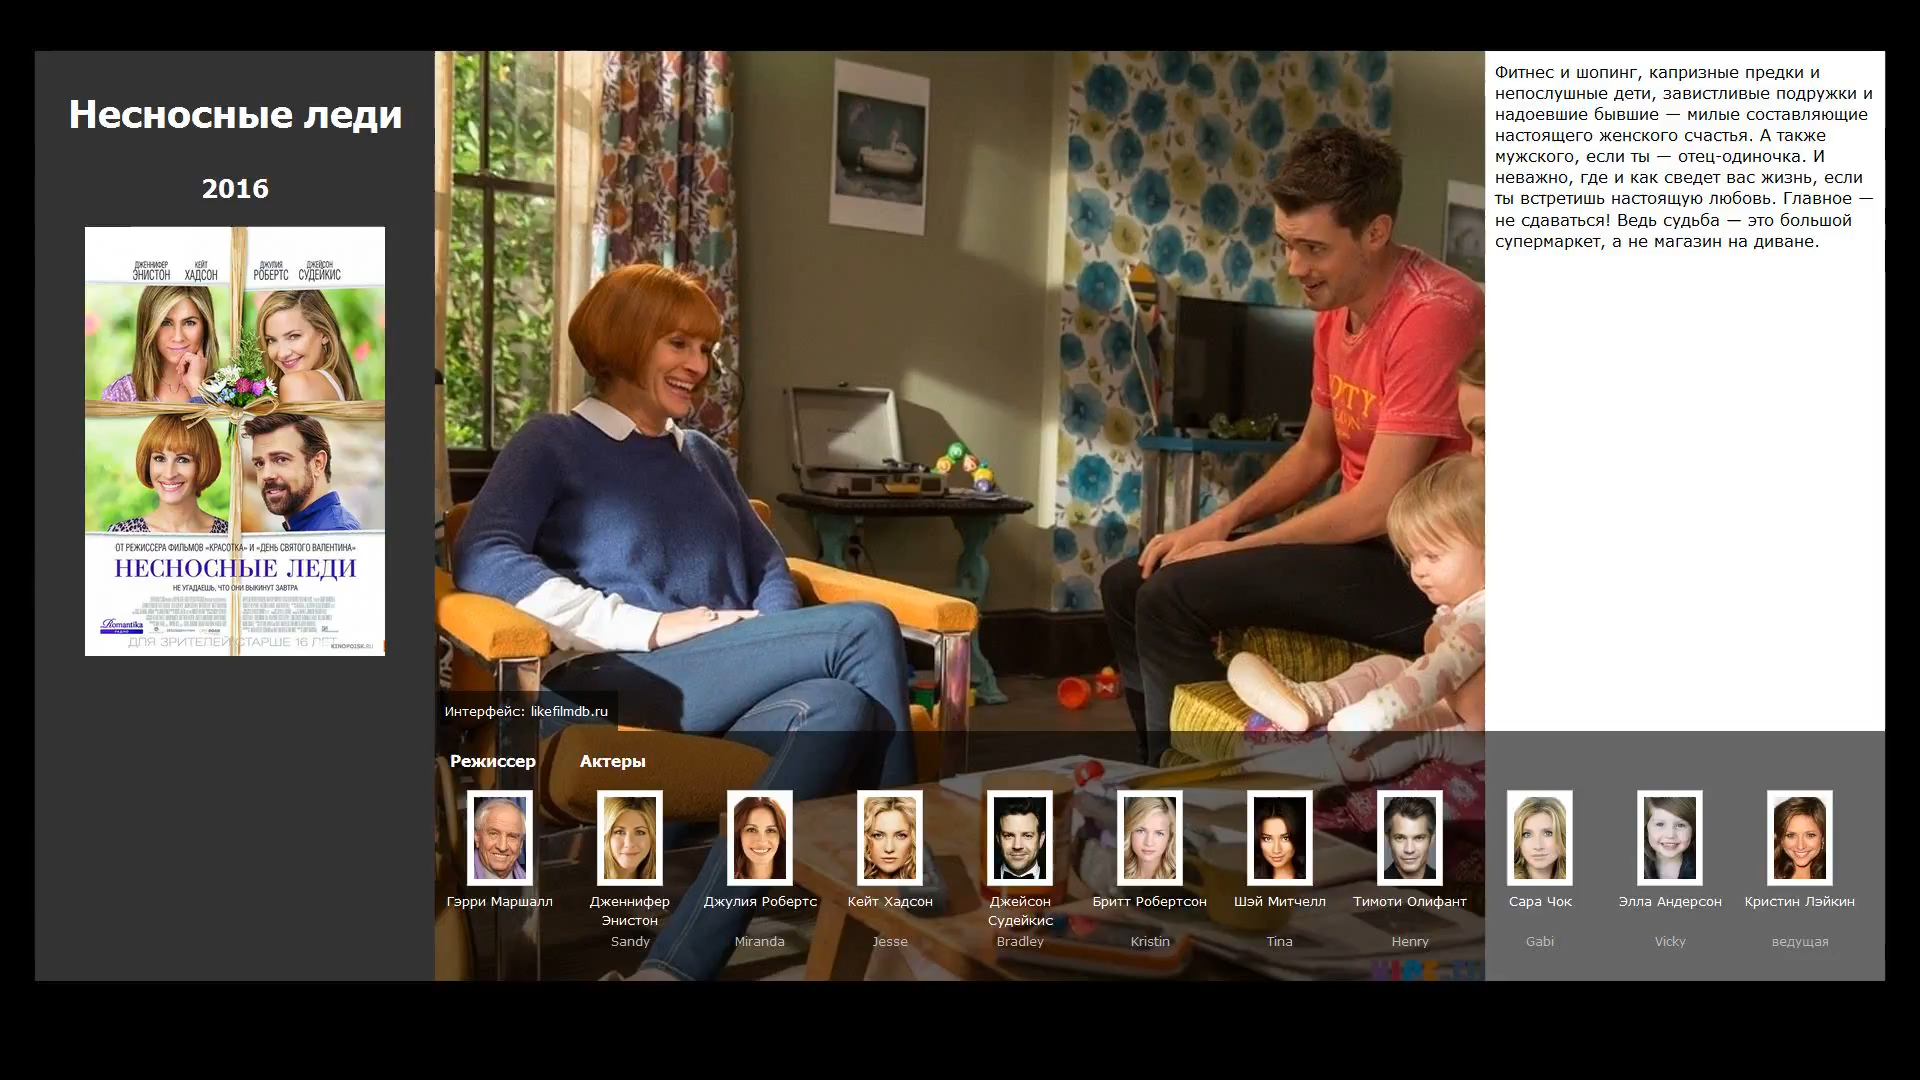 Несносные леди
2016
ДЖЕННИФЕР ЭНИСТОН
КЕЙТ ХАДСОН
ДЖУЛИЯ РОБЕРТС
ДЖЕЙСОН СУДЕЙКИС
ОТ РЕЖИССЕРА ФИЛЬМОВ «КРАСОТКА» И «ДЕНЬ СВЯТОГО ВАЛЕНТИНА»
НЕСНОСНЫЕ ЛЕДИ
НЕ УГАДАЕШЬ, ЧТО ОНИ ВЫКИНУТ ЗАВТРА
Romantika
РАДИО
ДЛЯ ЗРИТЕЛЕЙ СТАРШЕ 16 ЛЕТ
KINOPOISK.RU
Фитнес и шопинг, капризные предки и
непослушные дети, завистливые подружки и
надоевшие бывшие — милые составляющие
настоящего женского счастья. А также
мужского, если ты — отец-одиночка. И
неважно, где и как сведет вас жизнь, если
ты встретишь настоящую любовь. Главное —
не сдаваться! Ведь судьба — это большой
супермаркет, а не магазин на диване.
Интерфейс: likefilmdb.ru
Режиссер Актеры
Гэрри Маршалл
Дженнифер
Энистон
Sandy
Джулия Робертс
Miranda
Кейт Хадсон
Jesse
Джейсон
Судейкис
Bradley
Бритт Робертсон
Kristin
Шэй Митчелл
Tina
Тимоти Олифант
Henry
Сара Чок
Gabi
Элла Андерсон
Vicky
Кристин Лэйкин
ведущая